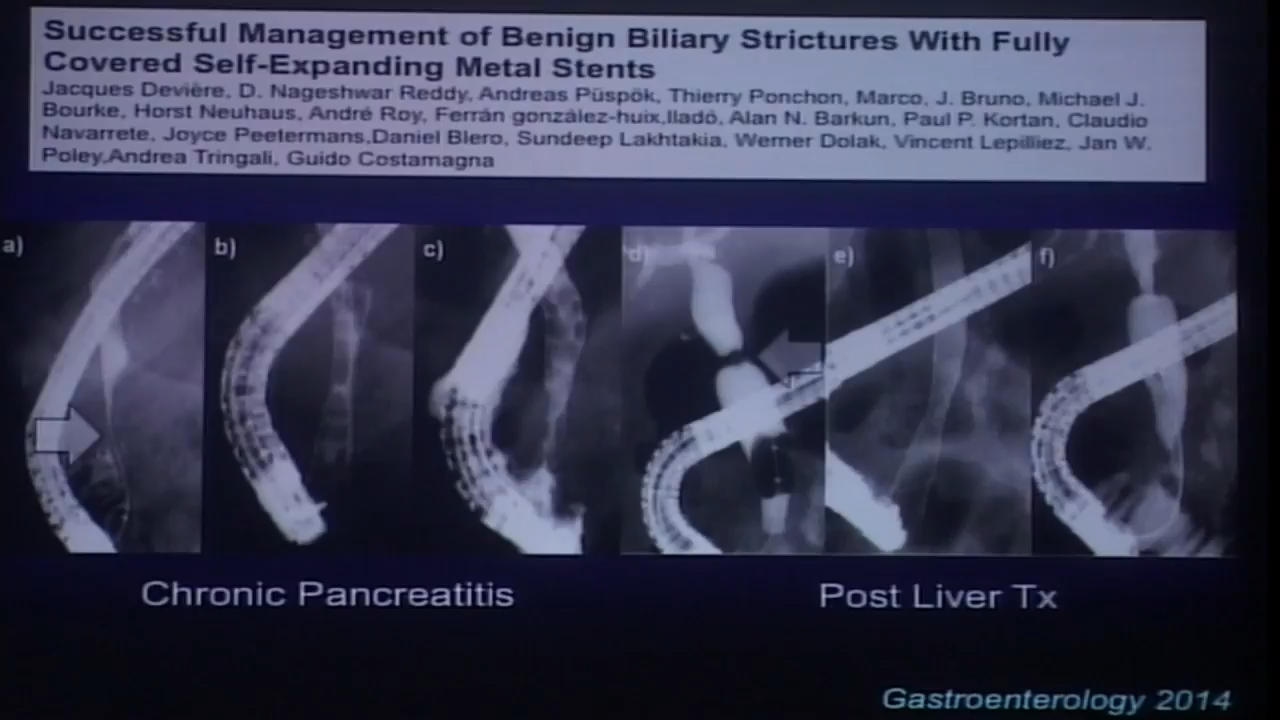 Successful Management of Benign Biliary Strictures With Fully
Covered Self-Expanding Metal Stents
Jacques Devière, D. Nageshwar Reddy, Andreas Püspök, Thierry Ponchon, Marco, J. Bruno, Michael J.
Bourke, Horst Neuhaus, André Roy, Ferrán gonzález-huix,lladó, Alan N. Barkun, Paul P. Kortan, Claudio
Navarrete, Joyce Peetermans,Daniel Blero, Sundeep Lakhtakia, Werner Dolak, Vincent Lepilliez, Jan W.
Poley,Andrea Tringali, Guido Costamagna
a) b) c) d) e) f)
Chronic Pancreatitis Post Liver Tx
Gastroenterology 2014